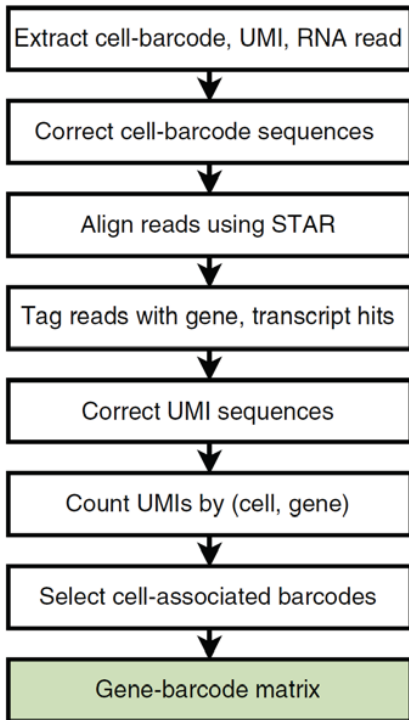 Extract cell-barcode, UMI, RNA read
Correct cell-barcode sequences
Align reads using STAR
Tag reads with gene, transcript hits
Correct UMI sequences
Count UMIs by (cell, gene)
Select cell-associated barcodes
Gene-barcode matrix